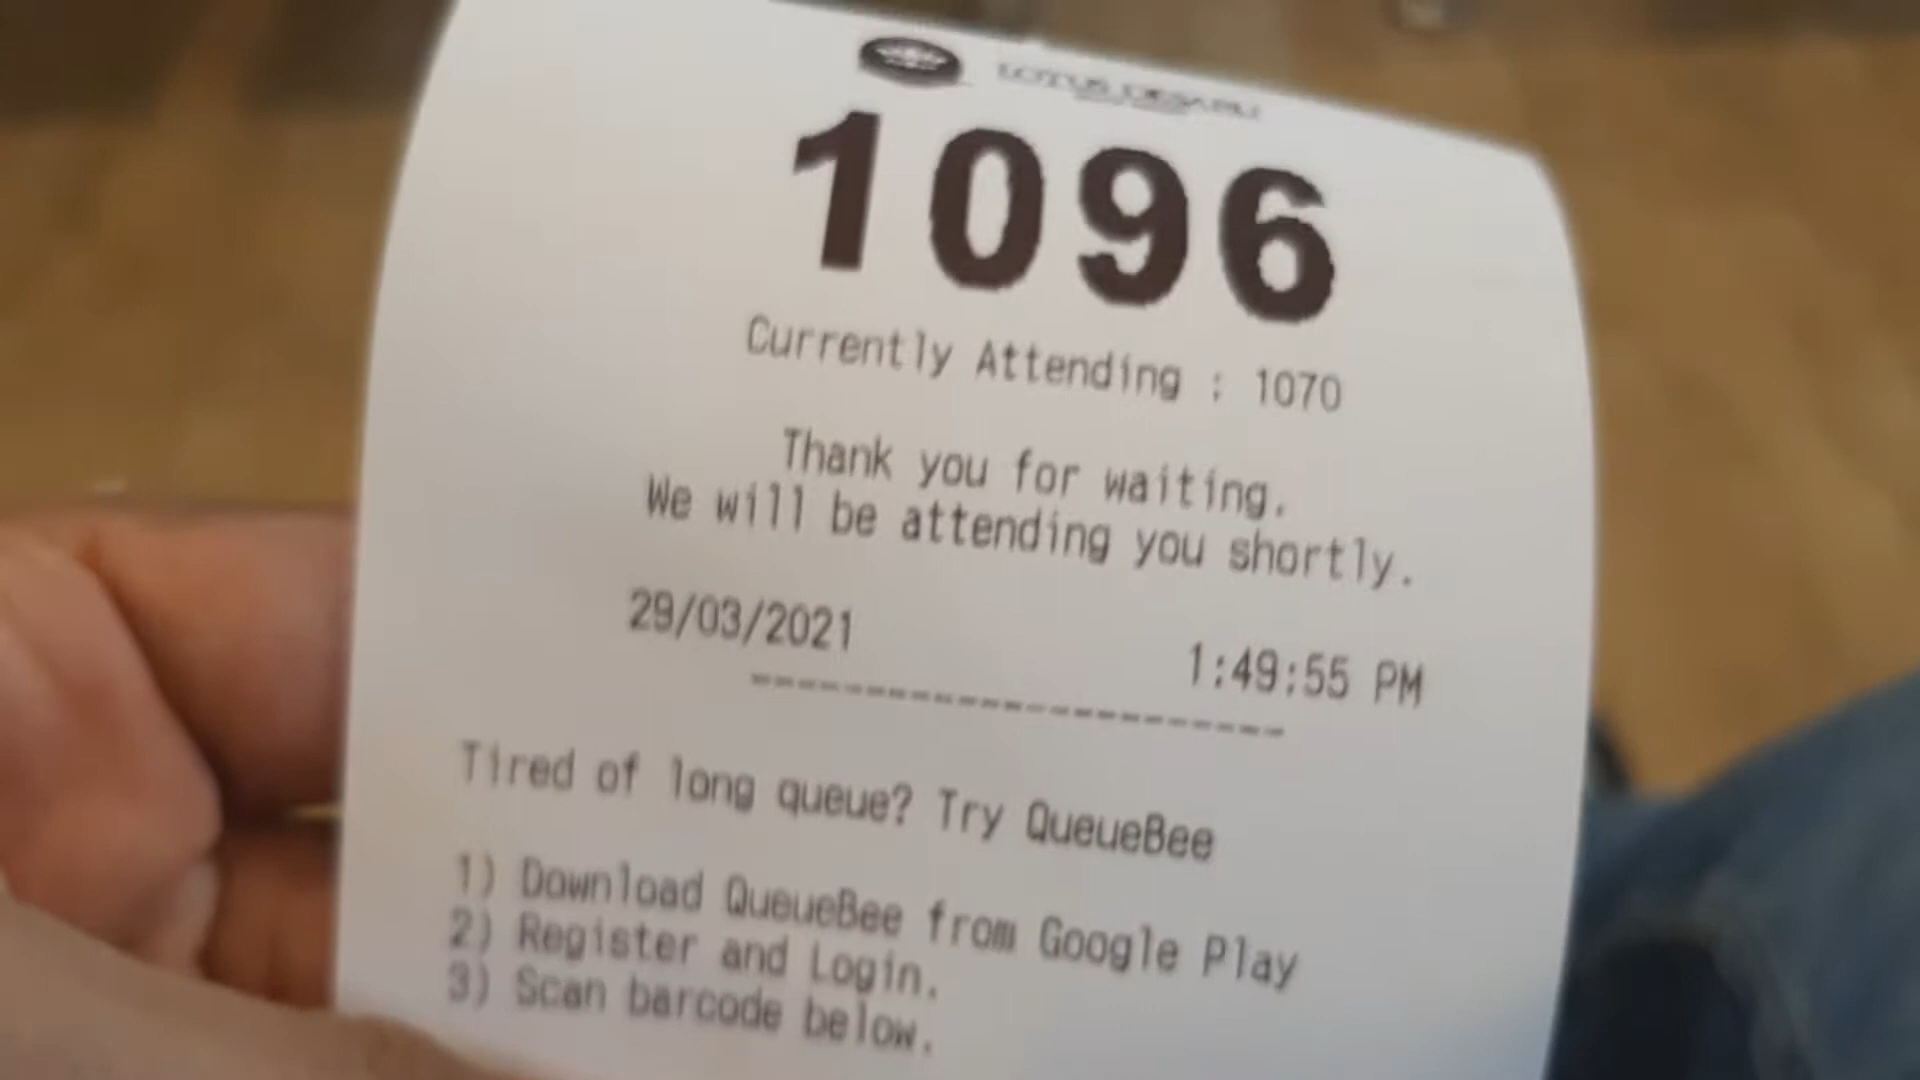 1096
Currently Attending : 1070
Thank you for waiting.
We will be attending you shortly.
29/03/2021 1:49:55 PM
--------------------------
Tired of long queue? Try QueueBee
1) Download QueueBee from Google Play
2) Register and Login.
3) Scan barcode below.